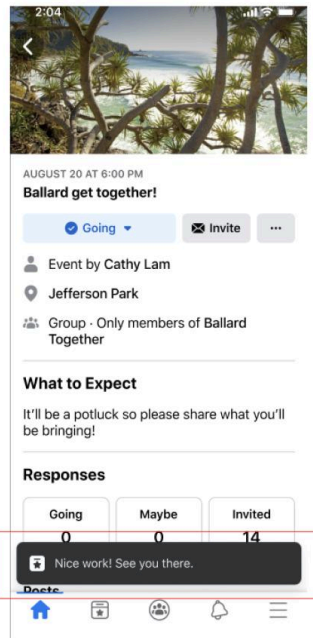 2:04
AUGUST 20 AT 6:00 PM
Ballard get together!
Going
Invite
...
Event by Cathy Lam
Jefferson Park
Group · Only members of Ballard
Together
What to Expect
It'll be a potluck so please share what you'll
be bringing!
Responses
Going Maybe Invited
0 0 14
Nice work! See you there.
Posts